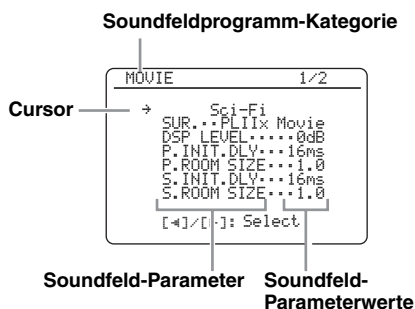 Soundfeldprogramm-Kategorie
MOVIE 1/2
Cursor
→ Sci-Fi
SUR.··PLIIx Movie
DSP LEVEL·····0dB
P.INIT.DLY···16ms
P.ROOM SIZE···1.0
S.INIT.DLY···16ms
S.ROOM SIZE···1.0
[◄]/[►]: Select
Soundfeld-Parameter
Soundfeld-
Parameterwerte